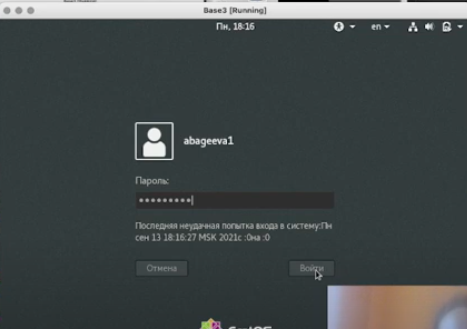 Base3 [Running]
Пн, 18:16
en
abageeva1
Пароль:
Последняя неудачная попытка входа в систему:Пн
сен 13 18:16:27 MSK 2021с :0на :0
Отмена
Войти